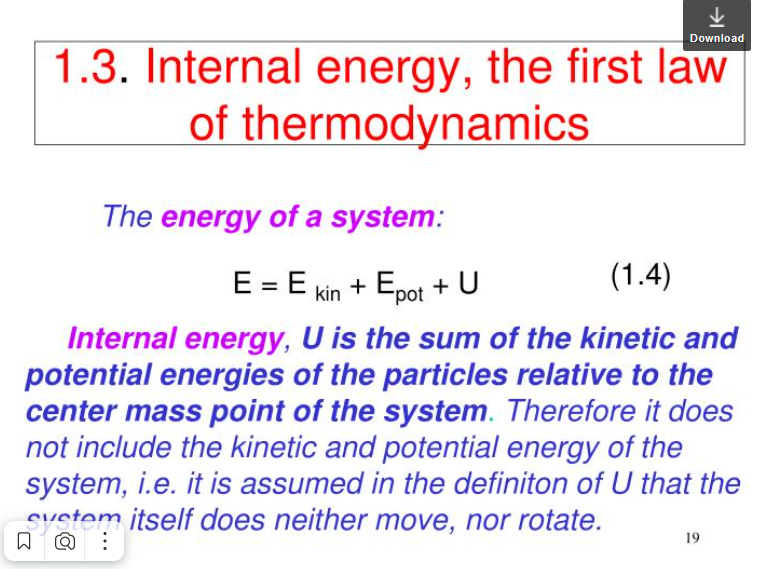 Download
1.3. Internal energy, the first law
of thermodynamics
The energy of a system:
E = E kin + Epot + U (1.4)
Internal energy, U is the sum of the kinetic and
potential energies of the particles relative to the
center mass point of the system. Therefore it does
not include the kinetic and potential energy of the
system, i.e. it is assumed in the definiton of U that the
system itself does neither move, nor rotate.
19